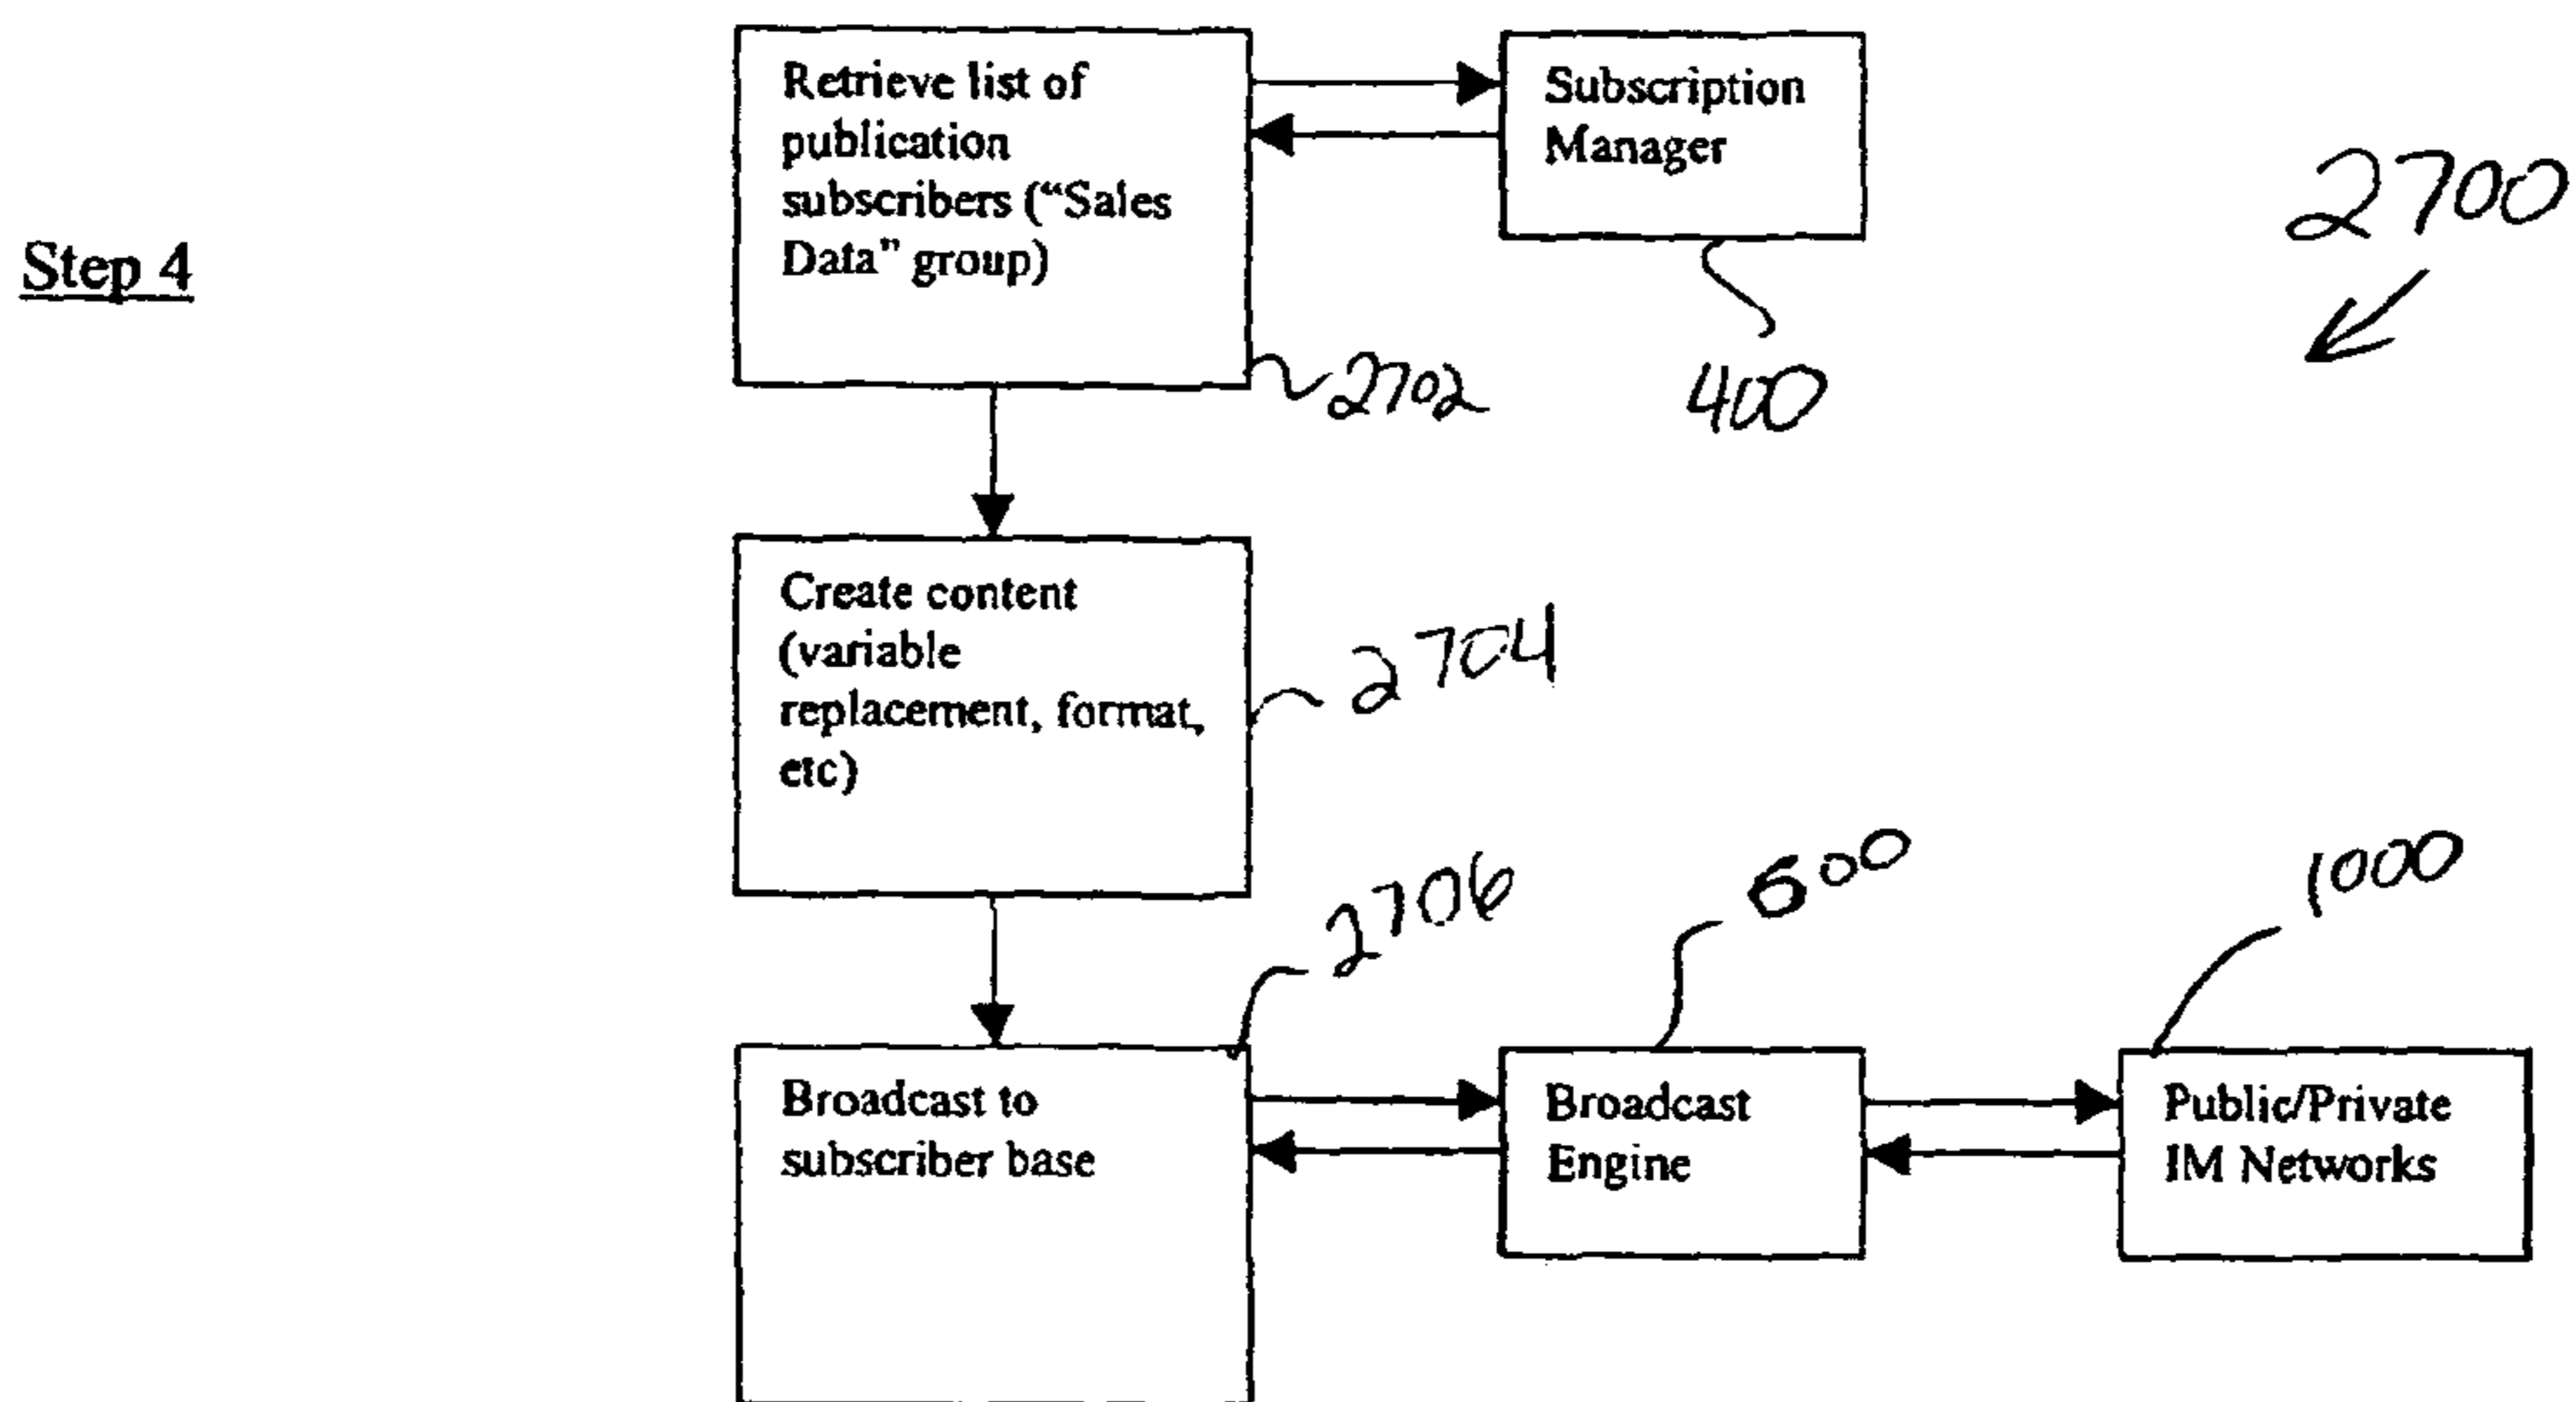 Step 4
Retrieve list of
publication
subscribers (“Sales
Data” group)
2702
Subscription
Manager
400
2700
Create content
(variable
replacement, format,
etc)
2704
Broadcast to
subscriber base
2706
Broadcast
Engine
600
Public/Private
IM Networks
1000